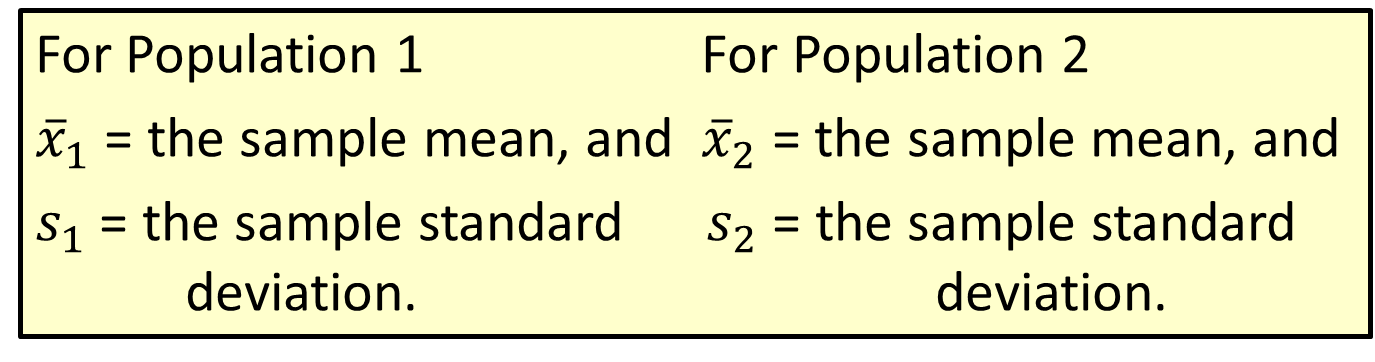 For Population 1 For Population 2
x̄₁ = the sample mean, and x̄₂ = the sample mean, and
s₁ = the sample standard s₂ = the sample standard
deviation. deviation.